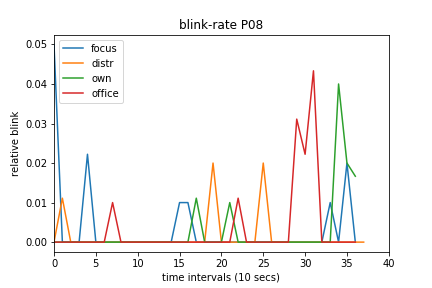 blink-rate P08
0.05
0.04
0.03
0.02
0.01
0.00
relative blink
focus
distr
own
office
0 5 10 15 20 25 30 35 40
time intervals (10 secs)